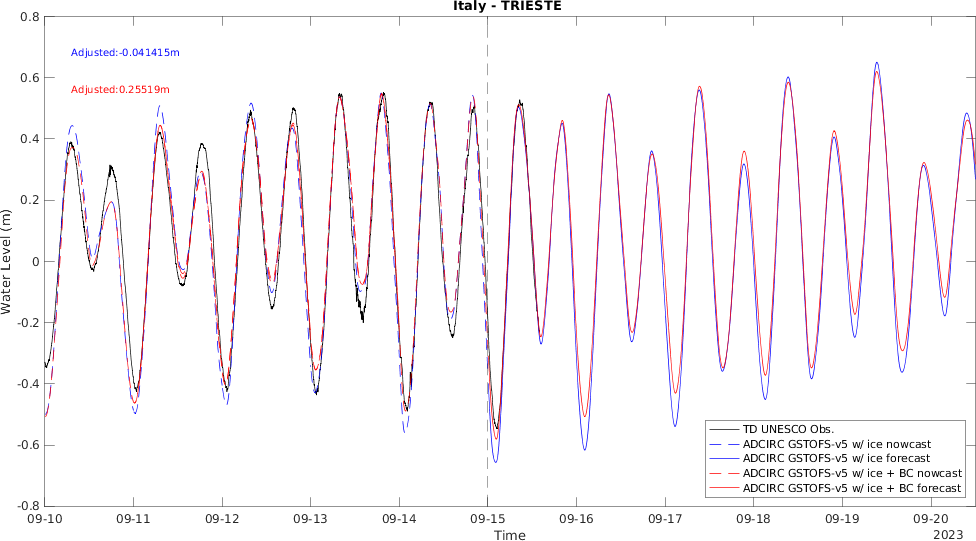 Italy - TRIESTE
Adjusted:-0.041415m
Adjusted:0.25519m
Water Level (m)
0.8
0.6
0.4
0.2
0
-0.2
-0.4
-0.6
-0.8
TD UNESCO Obs.
ADCIRC GSTOFS-v5 w/ ice nowcast
ADCIRC GSTOFS-v5 w/ ice forecast
ADCIRC GSTOFS-v5 w/ ice + BC nowcast
ADCIRC GSTOFS-v5 w/ ice + BC forecast
09-10 09-11 09-12 09-13 09-14 09-15 09-16 09-17 09-18 09-19 09-20
Time
2023